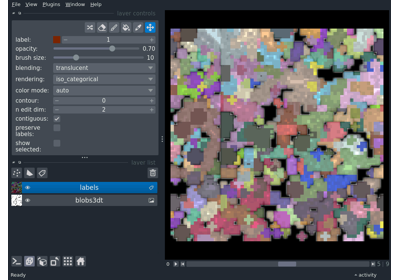 File View Plugins Window Help
layer controls
label: 1
opacity: 0.70
brush size: 10
blending: translucent
rendering: iso_categorical
color mode: auto
contour: 0
n edit dim: 2
contiguous:
preserve
labels:
show
selected:
layer list
labels
blobs3dt
activity